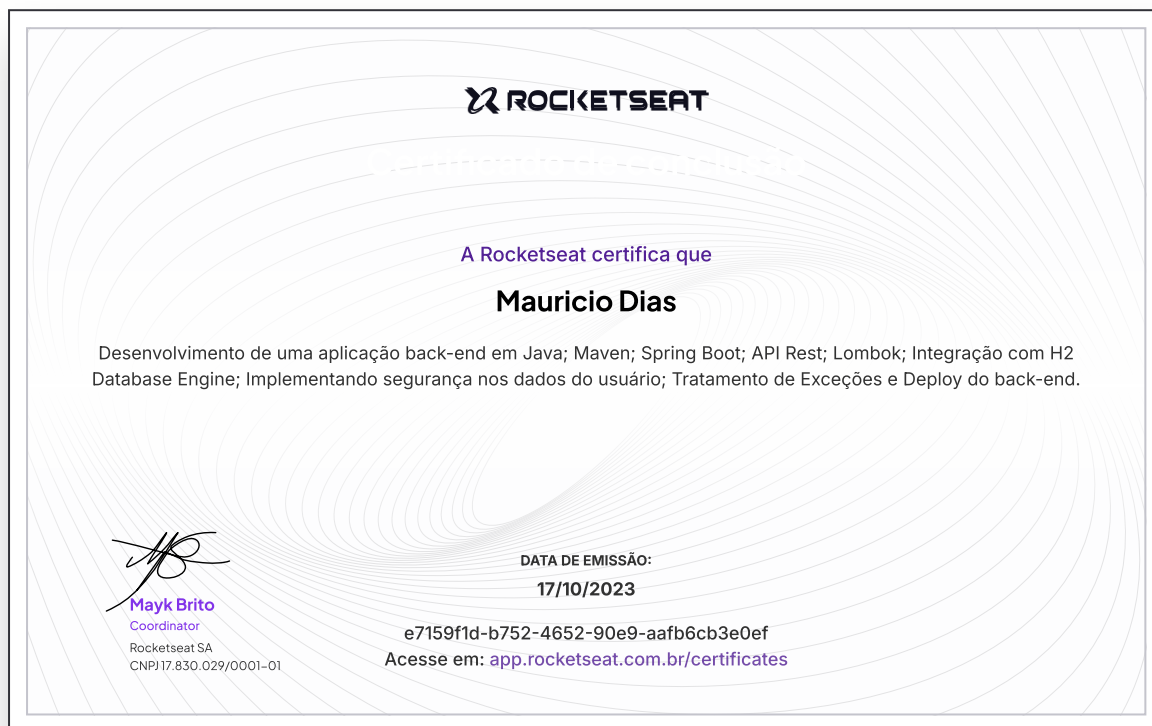 ROCKETSEAT
Certificado de conclusão
A Rocketseat certifica que
Mauricio Dias
Desenvolvimento de uma aplicação back-end em Java; Maven; Spring Boot; API Rest; Lombok; Integração com H2
Database Engine; Implementando segurança nos dados do usuário; Tratamento de Exceções e Deploy do back-end.
Mayk Brito
Coordinator
Rocketseat SA
CNPJ 17.830.029/0001-01
DATA DE EMISSÃO:
17/10/2023
e7159f1d-b752-4652-90e9-aafb6cb3e0ef
Acesse em: app.rocketseat.com.br/certificates